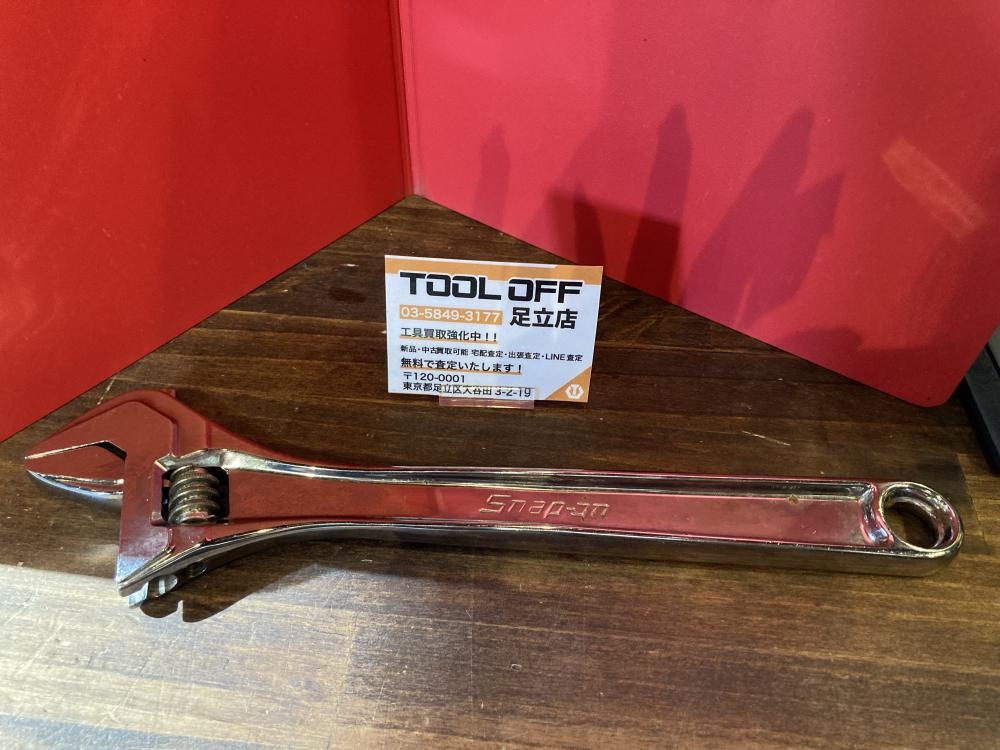 TOOL OFF
03-5849-3177 足立店
工具買取強化中！！
新品・中古買取可能 宅配査定・出張査定・LINE査定
無料で査定いたします！
〒120-0001
東京都足立区大谷田3-2-19
Snap-on